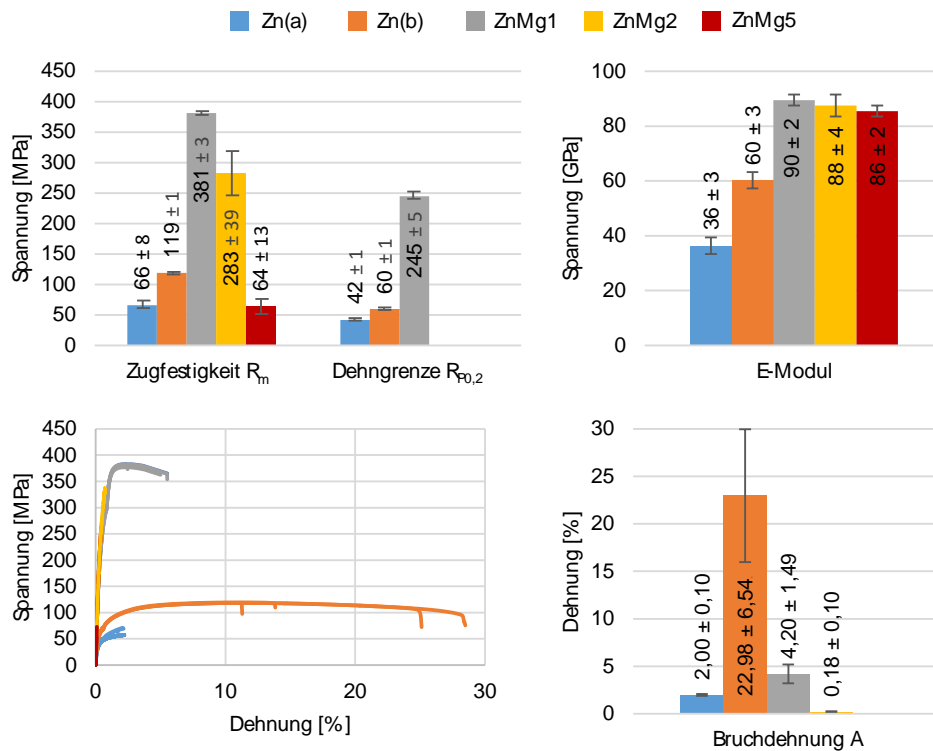 Zn(a) Zn(b) ZnMg1 ZnMg2 ZnMg5
Spannung [MPa]
450
400
350
300
250
200
150
100
50
0
66 ± 8
119 ± 1
381 ± 3
283 ± 39
64 ± 13
42 ± 1
60 ± 1
245 ± 5
Zugfestigkeit Rm
Dehngrenze RP0,2
Spannung [GPa]
100
80
60
40
20
0
36 ± 3
60 ± 3
90 ± 2
88 ± 4
86 ± 2
E-Modul
Spannung [MPa]
450
400
350
300
250
200
150
100
50
0
0 10 20 30
Dehnung [%]
Dehnung [%]
30
25
20
15
10
5
0
2,00 ± 0,10
22,98 ± 6,54
4,20 ± 1,49
0,18 ± 0,10
Bruchdehnung A